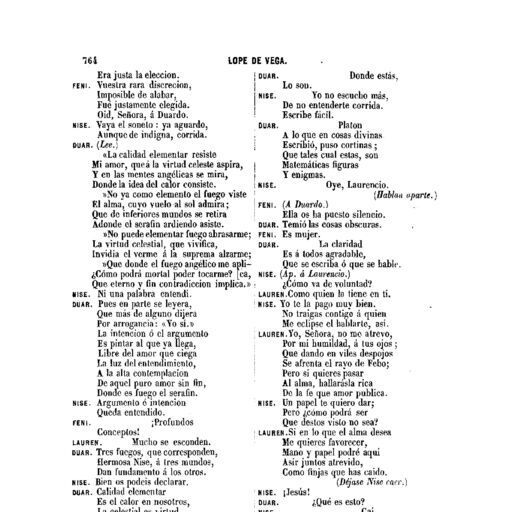 764
LOPE DE VEGA.
Era justa la eleccion.
FENI. Vuestra rara discrecion,
Imposible de alabar,
Fué justamente elegida.
Oid, Señora, á Duardo.
NISE. Vaya el soneto: ya aguardo,
Aunque de indigna, corrida.
DUAR. (Lee.)
«La calidad elementar resiste
Mi amor, que á la virtud celeste aspira,
Y en las mentes angélicas se mira,
Donde la idea del calor consiste.
»No ya como elemento el fuego viste
El alma, cuyo vuelo al sol admira;
Que de inferiores mundos se retira
Adonde el serafin ardiendo asiste.
»No puede elementar fuego abrasarme;
La virtud celestial, que vivifica,
Invidia el verme á la suprema alzarme;
»Que donde el fuego angélico me apli-
¿Cómo podrá mortal poder tocarme? [ca,
Que eterno y fin contradicion implica.»
NISE. Ni una palabra entendí.
DUAR. Pues en parte se leyera,
Que más de alguno dijera
Por arrogancia: «Yo sí.»
La intencion ó el argumento
Es pintar al que ya llega,
Libre del amor que ciega
La luz del entendimiento,
A la alta contemplacion
De aquel puro amor sin fin,
Donde es fuego el serafin.
NISE. Argumento é intencion
Queda entendido.
FENI. ¡Profundos
Conceptos!
LAUREN. Mucho se esconden.
DUAR. Tres fuegos, que corresponden,
Hermosa Nise, á tres mundos,
Dan fundamento á los otros.
NISE. Bien os podeis declarar.
DUAR. Calidad elementar
Es el calor en nosotros,
La celestial es virtud
DUAR. Donde estás,
Lo son.
NISE. Yo no escucho más,
De no entenderte corrida.
Escribe fácil.
DUAR. Platon
A lo que en cosas divinas
Escribió, puso cortinas;
Que tales cual estas, son
Matemáticas figuras
Y enigmas.
NISE. Oye, Laurencio.
(Hablan aparte.)
FENI. (A Duardo.)
Ella os ha puesto silencio.
DUAR. Temió las cosas obscuras.
FENI. Es mujer.
DUAR. La claridad
Es á todos agradable,
Que se escriba ó que se hable.
NISE. (Ap. á Laurencio.)
¿Cómo va de voluntad?
LAUREN. Como quien la tiene en ti.
NISE. Yo te la pago muy bien.
No traigas contigo á quien
Me eclipse el hablarte, así.
LAUREN. Yo, Señora, no me atrevo,
Por mi humildad, á tus ojos;
Que dando en viles despojos
Se afrenta el rayo de Febo;
Pero si quieres pasar
Al alma, hallarásla rica
De la fe que amor publica.
NISE. Un papel te quiero dar;
Pero ¿cómo podrá ser
Que destos visto no sea?
LAUREN. Si en lo que el alma desea
Me quieres favorecer,
Mano y papel podré aquí
Asir juntos atrevido,
Como finjas que has caido.
(Déjase Nise caer.)
NISE. ¡Jesus!
DUAR. ¿Qué es esto?
NISE. Caí.